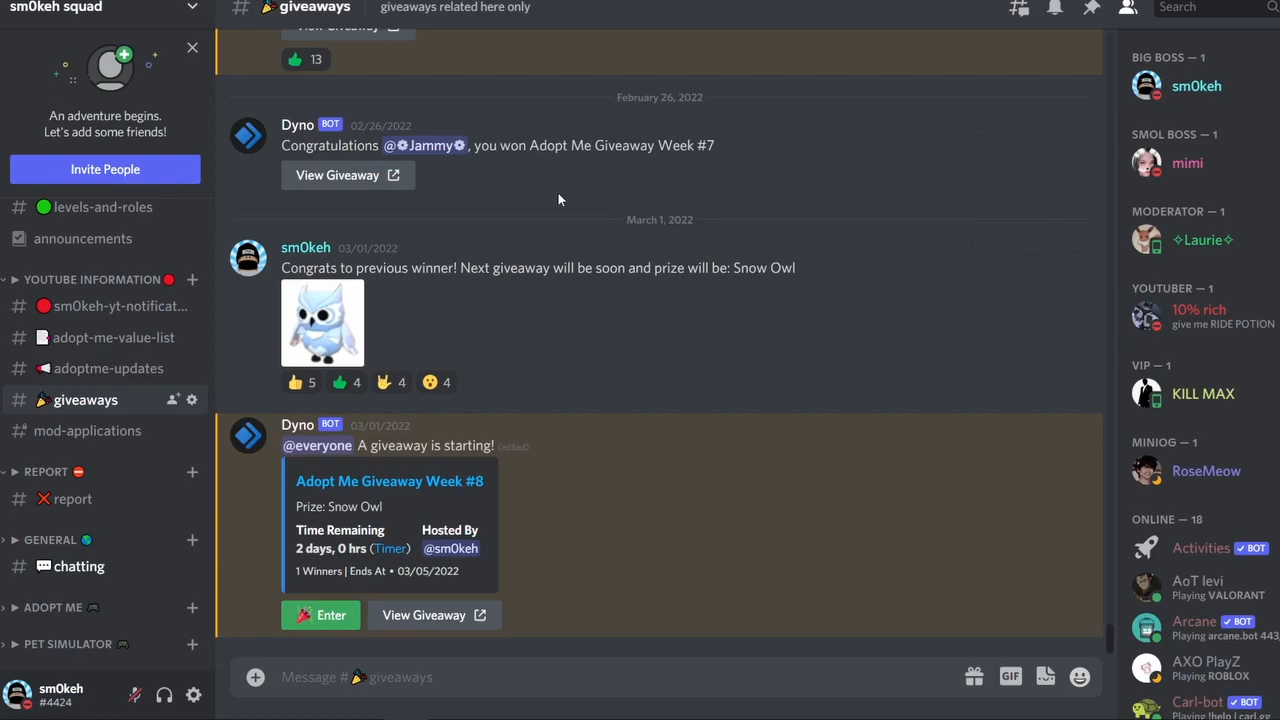 sm0keh squad
An adventure begins.
Let's add some friends!
Invite People
levels-and-roles
announcements
YOUTUBE INFORMATION
sm0keh-yt-notificat...
adopt-me-value-list
adoptme-updates
giveaways
mod-applications
REPORT
report
GENERAL
chatting
ADOPT ME
PET SIMULATOR
sm0keh
#4424
giveaways giveaways related here only
Search
13
February 26, 2022
Dyno BOT 02/26/2022
Congratulations @Jammy, you won Adopt Me Giveaway Week #7
View Giveaway
March 1, 2022
sm0keh 03/01/2022
Congrats to previous winner! Next giveaway will be soon and prize will be: Snow Owl
5 4 4 4
Dyno BOT 03/01/2022
@everyone A giveaway is starting! (edited)
Adopt Me Giveaway Week #8
Prize: Snow Owl
Time Remaining Hosted By
2 days, 0 hrs (Timer) @sm0keh
1 Winners | Ends At • 03/05/2022
Enter View Giveaway
Message #giveaways
GIF
BIG BOSS — 1
sm0keh
SMOL BOSS — 1
mimi
MODERATOR — 1
✧Laurie✧
YOUTUBER — 1
10% rich
give me RIDE POTION
VIP — 1
KILL MAX
MINIOG — 1
RoseMeow
ONLINE — 18
Activities BOT
AoT levi
Playing VALORANT
Arcane BOT
Playing arcane.bot 443,
AXO PlayZ
Playing ROBLOX
Carl-bot BOT
Playing !help | carl.gg